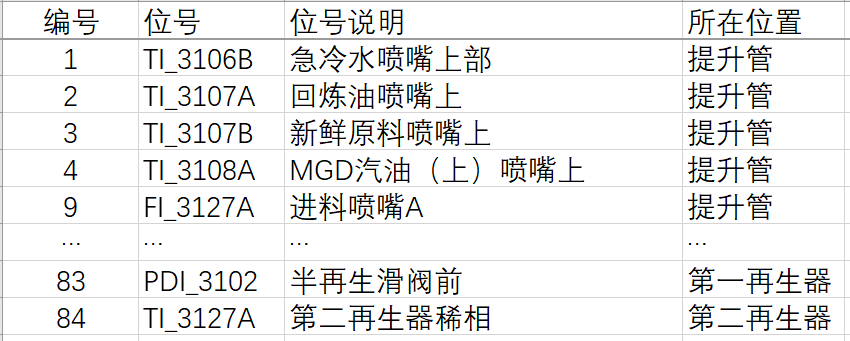 编号 位号 位号说明 所在位置
1 TI_3106B 急冷水喷嘴上部 提升管
2 TI_3107A 回炼油喷嘴上 提升管
3 TI_3107B 新鲜原料喷嘴上 提升管
4 TI_3108A MGD汽油（上）喷嘴上 提升管
9 FI_3127A 进料喷嘴A 提升管
... ... ... ...
83 PDI_3102 半再生滑阀前 第一再生器
84 TI_3127A 第二再生器稀相 第二再生器